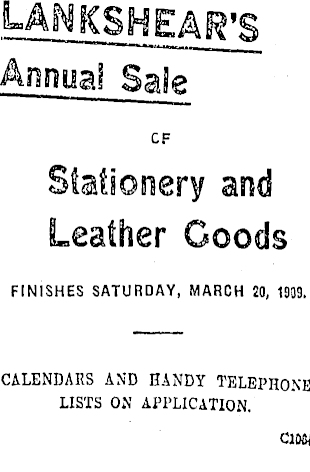 LANKSHEAR'S
Annual Sale
OF
Stationery and
Leather Goods
FINISHES SATURDAY, MARCH 20, 1909.
CALENDARS AND HANDY TELEPHONE
LISTS ON APPLICATION.